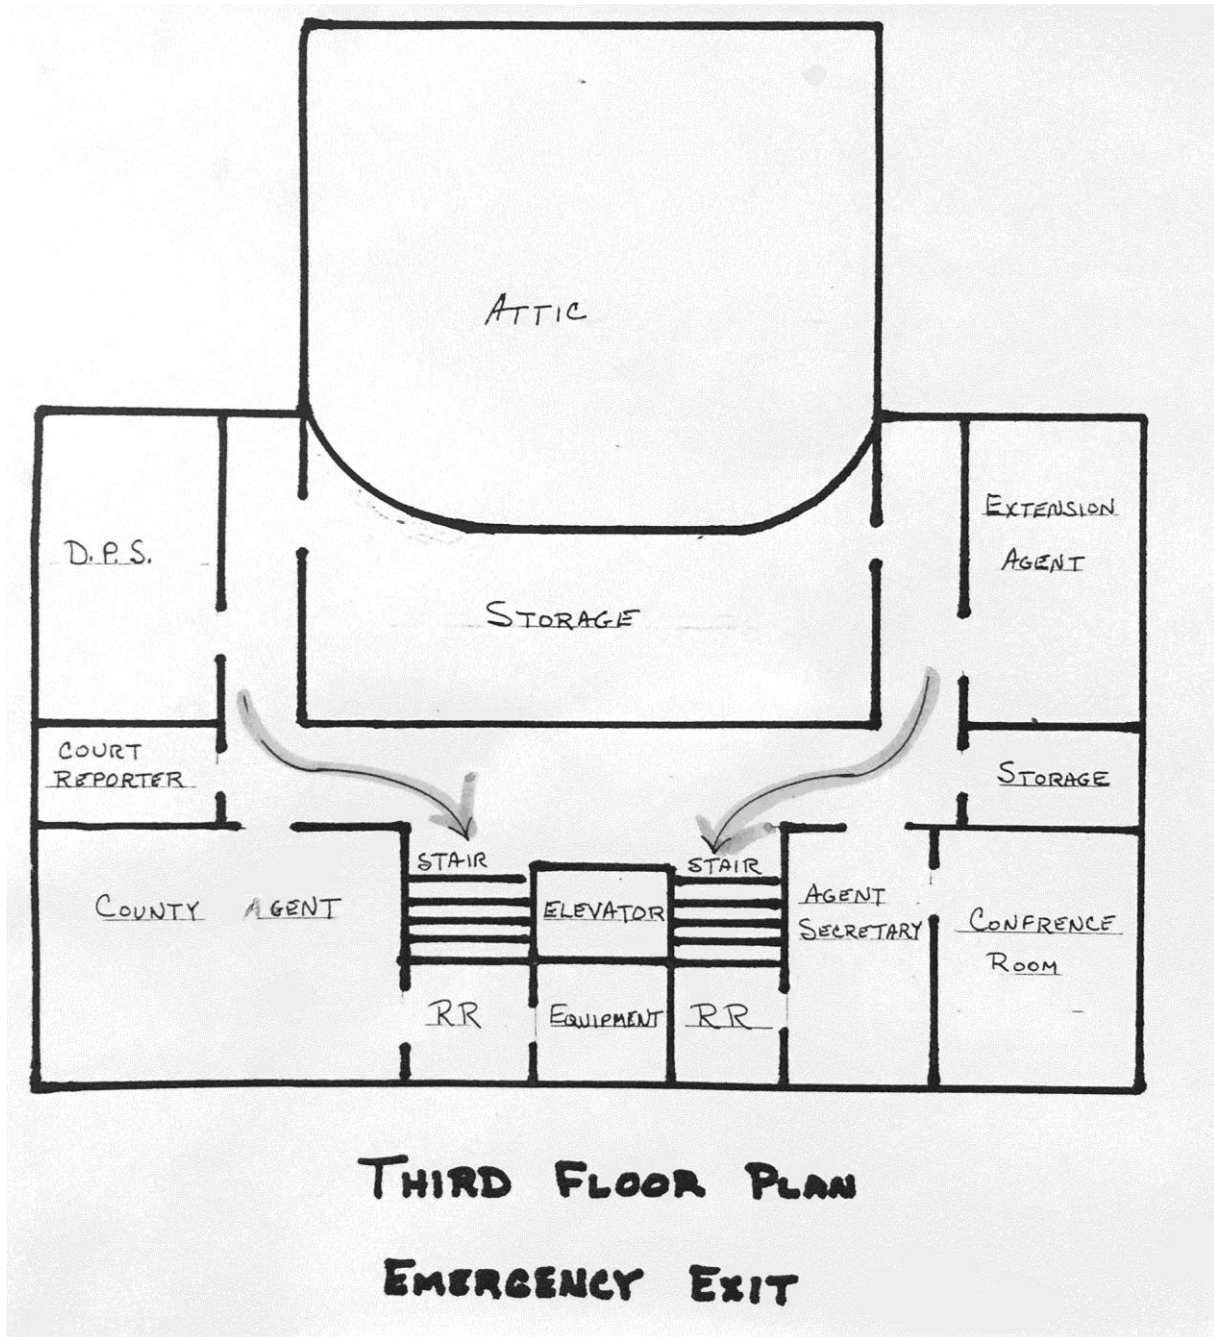 ATTIC
D.P.S.
EXTENSION
AGENT
STORAGE
COURT
REPORTER
STORAGE
STAIR
STAIR
COUNTY AGENT
ELEVATOR
AGENT
SECRETARY
CONFRENCE
ROOM
RR
EQUIPMENT
RR
THIRD FLOOR PLAN
EMERGENCY EXIT